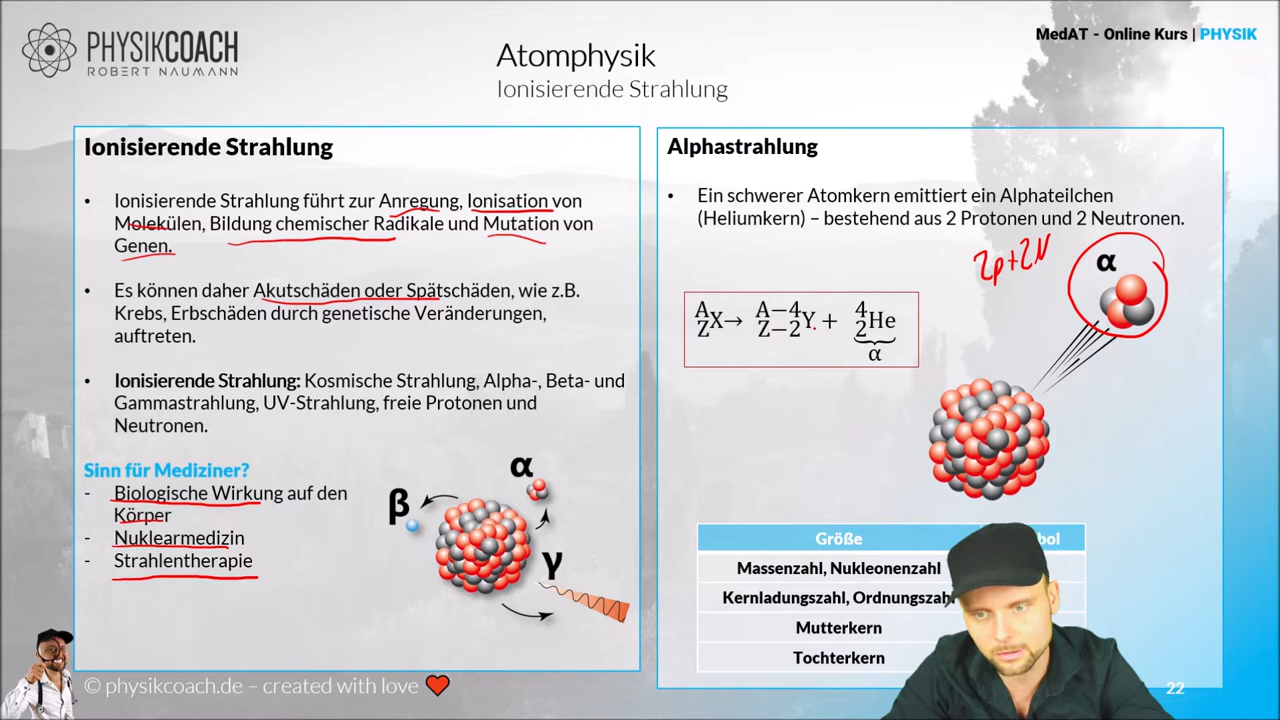 PHYSIKCOACH
ROBERT NAUMANN
Atomphysik
Ionisierende Strahlung
MedAT - Online Kurs | PHYSIK
Ionisierende Strahlung
• Ionisierende Strahlung führt zur Anregung, Ionisation von
Molekülen, Bildung chemischer Radikale und Mutation von
Genen.
• Es können daher Akutschäden oder Spätschäden, wie z.B.
Krebs, Erbschäden durch genetische Veränderungen,
auftreten.
• Ionisierende Strahlung: Kosmische Strahlung, Alpha-, Beta- und
Gammastrahlung, UV-Strahlung, freie Protonen und
Neutronen.
Sinn für Mediziner?
- Biologische Wirkung auf den
Körper
- Nuklearmedizin
- Strahlentherapie
α
β
γ
Alphastrahlung
• Ein schwerer Atomkern emittiert ein Alphateilchen
(Heliumkern) – bestehend aus 2 Protonen und 2 Neutronen.
2p+2N
α
A/Z X → A−4/Z−2 Y + 4/2 He
α
Größe
Massenzahl, Nukleonenzahl
Kernladungszahl, Ordnungszahl
Mutterkern
Tochterkern
© physikcoach.de – created with love ❤
22